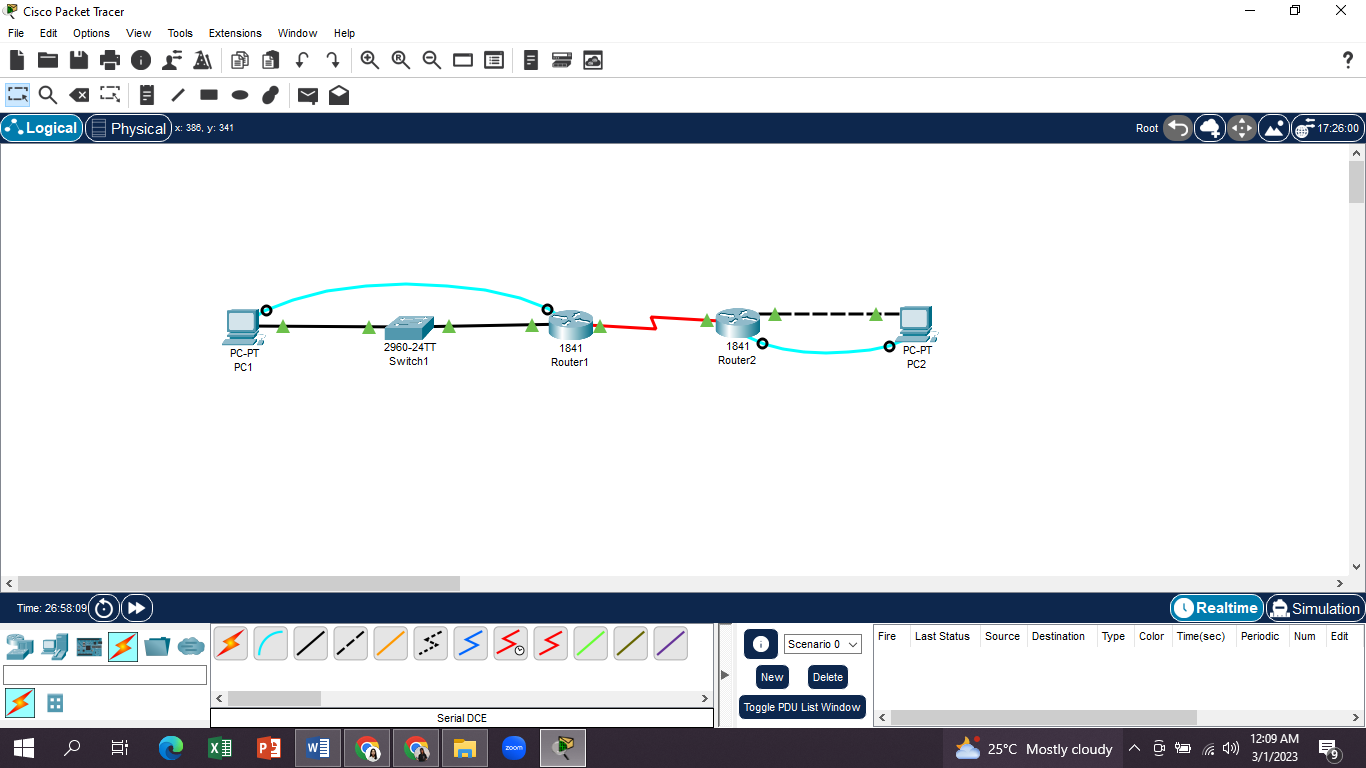 Cisco Packet Tracer
File Edit Options View Tools Extensions Window Help
Logical Physical x: 386, y: 341 Root 17:26:00
PC-PT
PC1
2960-24TT
Switch1
1841
Router1
1841
Router2
PC-PT
PC2
Time: 26:58:09 Realtime Simulation
Scenario 0
New Delete
Toggle PDU List Window
Fire Last Status Source Destination Type Color Time(sec) Periodic Num Edit
Serial DCE
zoom
25°C Mostly cloudy
12:09 AM
3/1/2023
9